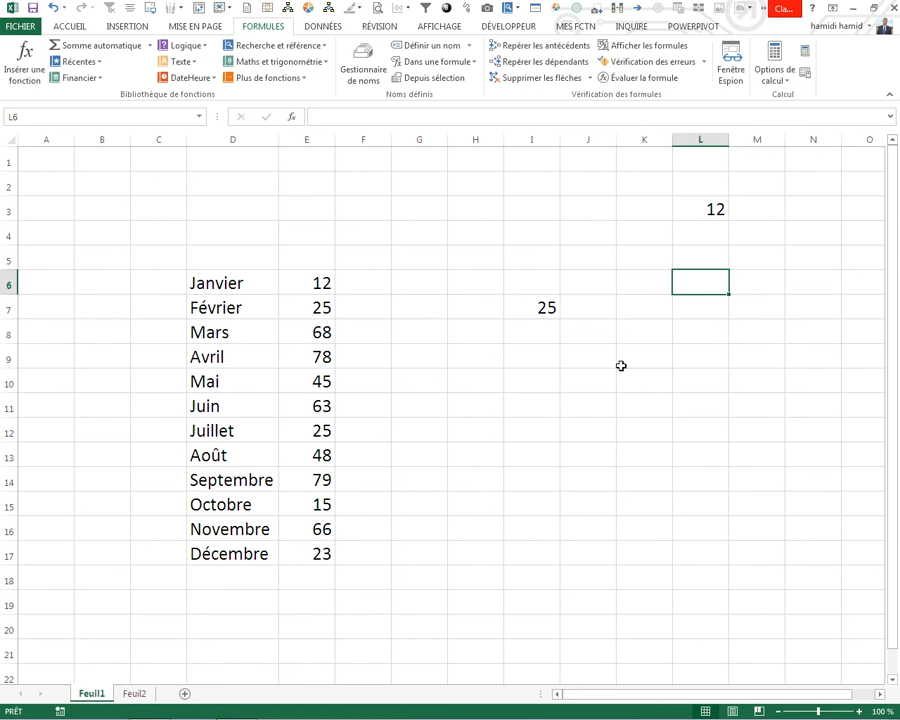 Cla...
?
FICHIER ACCUEIL INSERTION MISE EN PAGE FORMULES DONNÉES RÉVISION AFFICHAGE DÉVELOPPEUR MES FCTN INQUIRE POWERPIVOT hamidi hamid
fx
Insérer une fonction
Σ Somme automatique
Récentes
Financier
Logique
Texte
DateHeure
Recherche et référence
Maths et trigonométrie
Plus de fonctions
Bibliothèque de fonctions
Gestionnaire de noms
Définir un nom
Dans une formule
Depuis sélection
Noms définis
Repérer les antécédents
Repérer les dépendants
Supprimer les flèches
Afficher les formules
Vérification des erreurs
Évaluer la formule
Vérification des formules
Fenêtre Espion
Options de calcul
Calcul
L6 fx
A B C D E F G H I J K L M N O
1
2
3 12
4
5
6 Janvier 12
7 Février 25 25
8 Mars 68
9 Avril 78
10 Mai 45
11 Juin 63
12 Juillet 25
13 Août 48
14 Septembre 79
15 Octobre 15
16 Novembre 66
17 Décembre 23
18
19
20
21
22
Feuil1 Feuil2
PRÊT 100 %